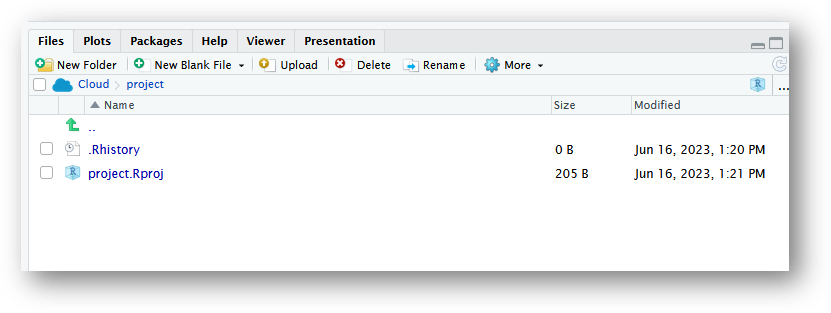 Files Plots Packages Help Viewer Presentation
New Folder New Blank File Upload Delete Rename More
Cloud project R ...
Name Size Modified
..
.Rhistory 0 B Jun 16, 2023, 1:20 PM
R project.Rproj 205 B Jun 16, 2023, 1:21 PM